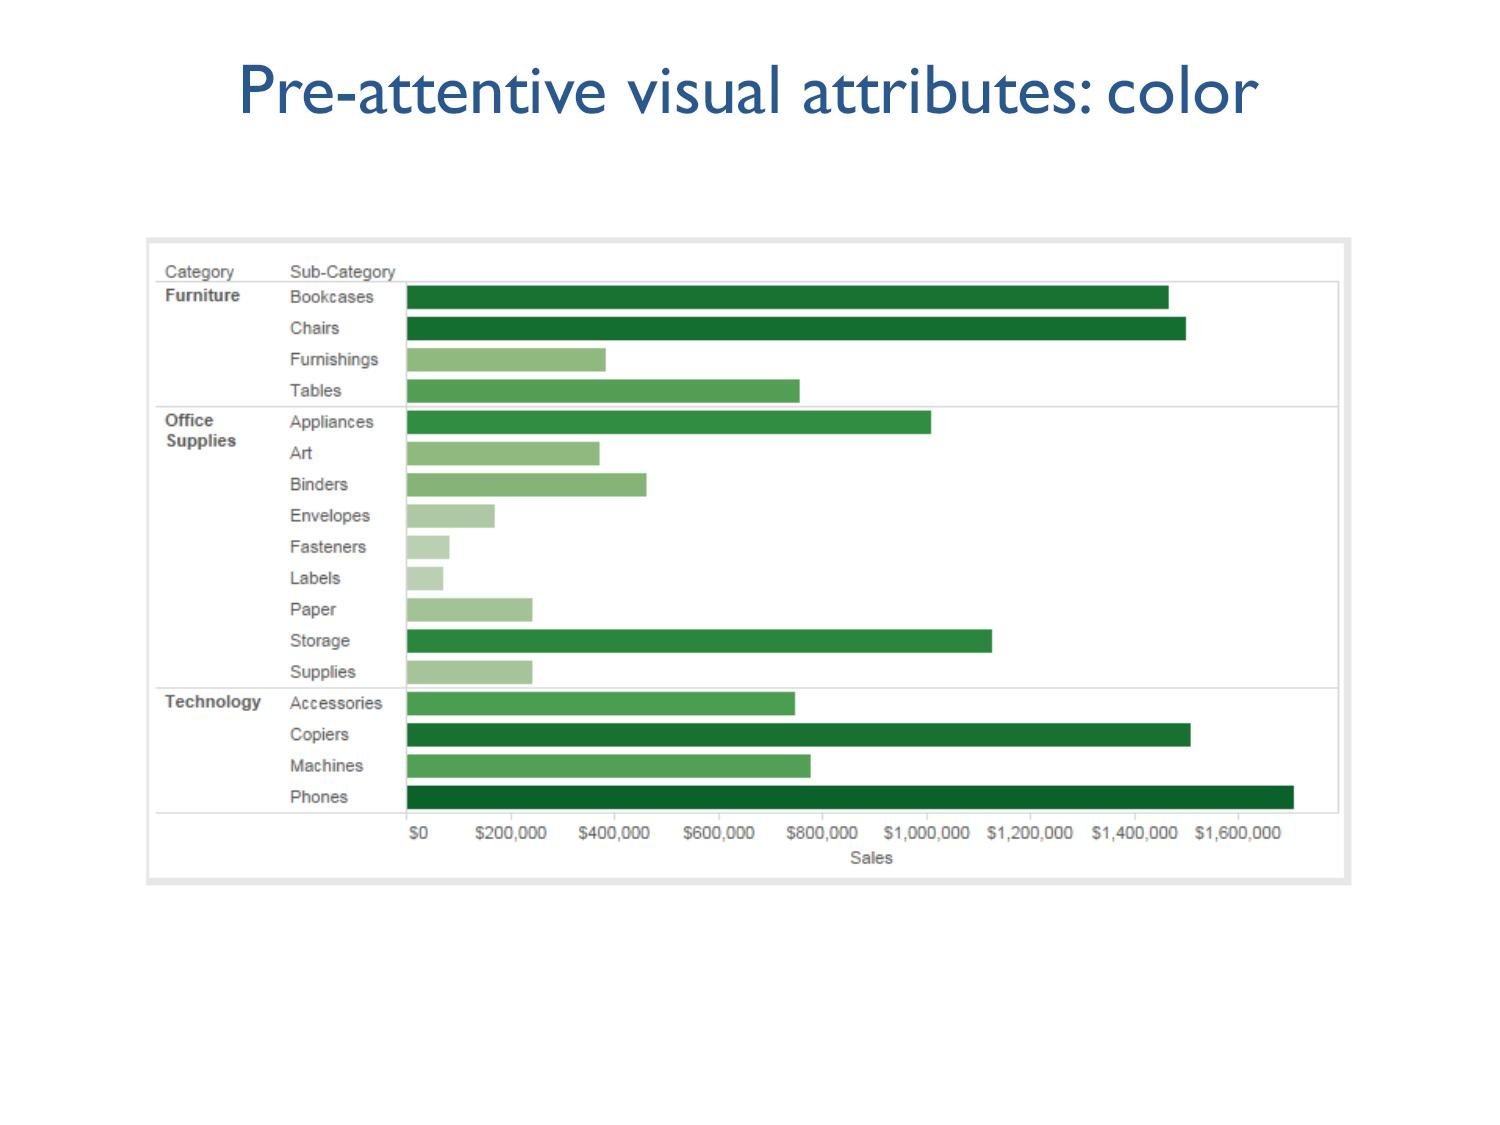 Pre-attentive visual attributes: color
Category Sub-Category
Furniture Bookcases
Chairs
Furnishings
Tables
Office Supplies Appliances
Art
Binders
Envelopes
Fasteners
Labels
Paper
Storage
Supplies
Technology Accessories
Copiers
Machines
Phones
$0 $200,000 $400,000 $600,000 $800,000 $1,000,000 $1,200,000 $1,400,000 $1,600,000
Sales